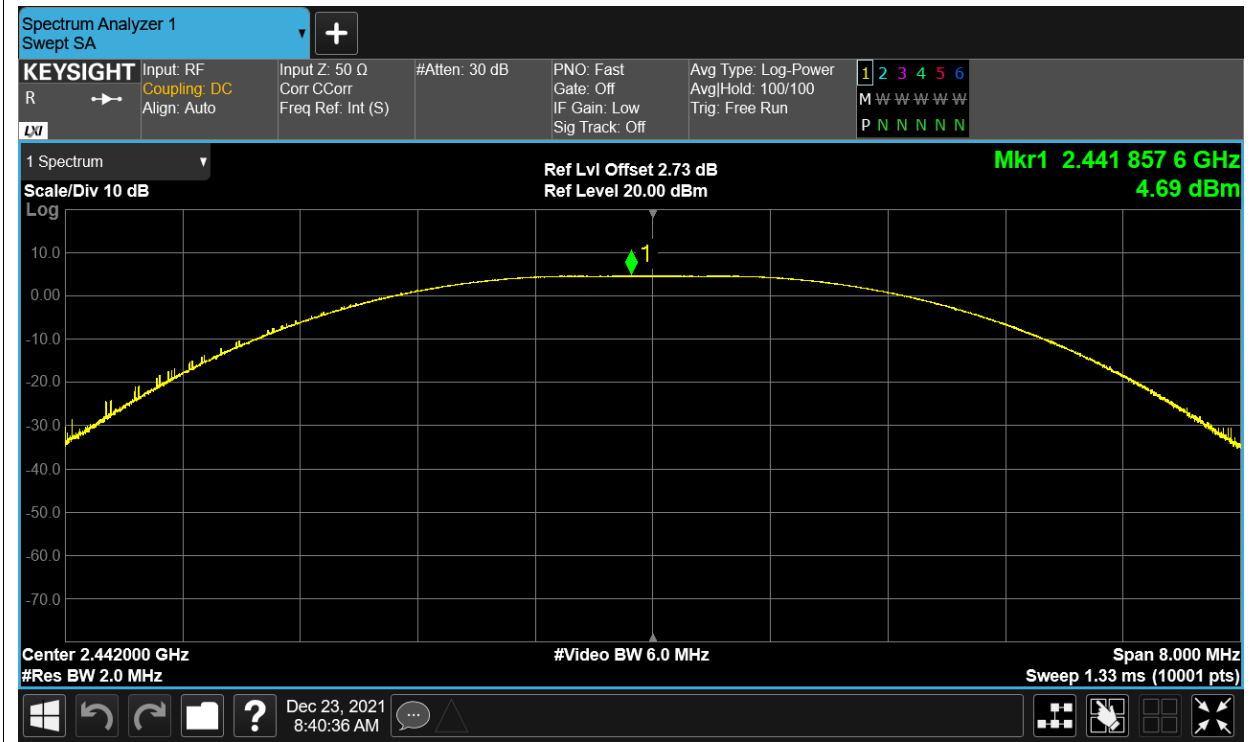 Spectrum Analyzer 1
Swept SA
KEYSIGHT
R
LXI
Input: RF
Coupling: DC
Align: Auto
Input Z: 50 Ω
Corr CCorr
Freq Ref: Int (S)
#Atten: 30 dB
PNO: Fast
Gate: Off
IF Gain: Low
Sig Track: Off
Avg Type: Log-Power
Avg|Hold: 100/100
Trig: Free Run
1 2 3 4 5 6
M W W W W W
P N N N N N
1 Spectrum
Scale/Div 10 dB
Ref Lvl Offset 2.73 dB
Ref Level 20.00 dBm
Mkr1 2.441 857 6 GHz
4.69 dBm
Log
1
10.0
0.00
-10.0
-20.0
-30.0
-40.0
-50.0
-60.0
-70.0
Center 2.442000 GHz
#Video BW 6.0 MHz
Span 8.000 MHz
#Res BW 2.0 MHz
Sweep 1.33 ms (10001 pts)
?
Dec 23, 2021
8:40:36 AM